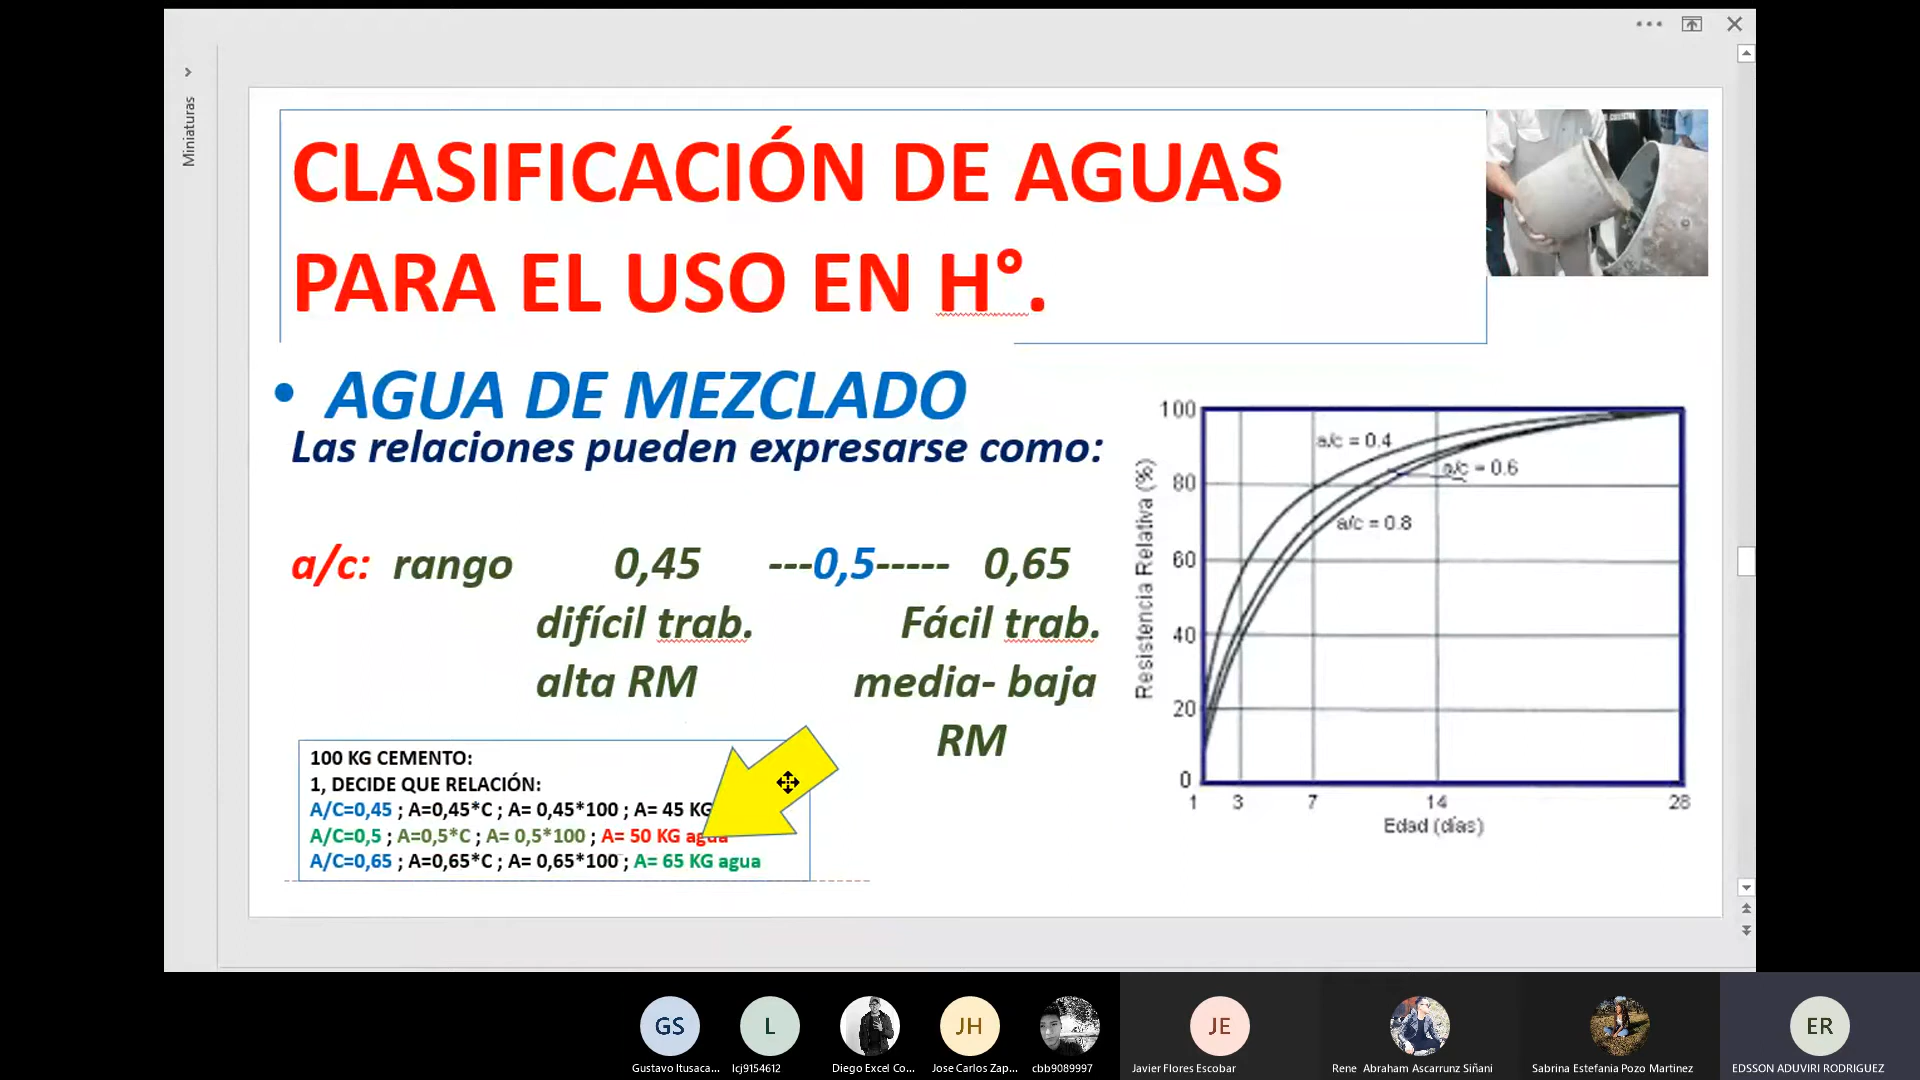 Miniaturas
CLASIFICACIÓN DE AGUAS
PARA EL USO EN H°.
• AGUA DE MEZCLADO
Las relaciones pueden expresarse como:
a/c: rango 0,45 ---0,5----- 0,65
difícil trab. Fácil trab.
alta RM media- baja
RM
100 KG CEMENTO:
1, DECIDE QUE RELACIÓN:
A/C=0,45 ; A=0,45*C ; A= 0,45*100 ; A= 45 KG
A/C=0,5 ; A=0,5*C ; A= 0,5*100 ; A= 50 KG agua
A/C=0,65 ; A=0,65*C ; A= 0,65*100 ; A= 65 KG agua
Resistencia Relativa (%)
100
80
60
40
20
0
a/c = 0.4
a/c = 0.6
a/c = 0.8
1 3 7 14 28
Edad (días)
GS L JH JE ER
Gustavo Itusaca... lcj9154612 Diego Excel Co... Jose Carlos Zap... cbb9089997 Javier Flores Escobar Rene Abraham Ascarrunz Siñani Sabrina Estefania Pozo Martinez EDSSON ADUVIRI RODRIGUEZ